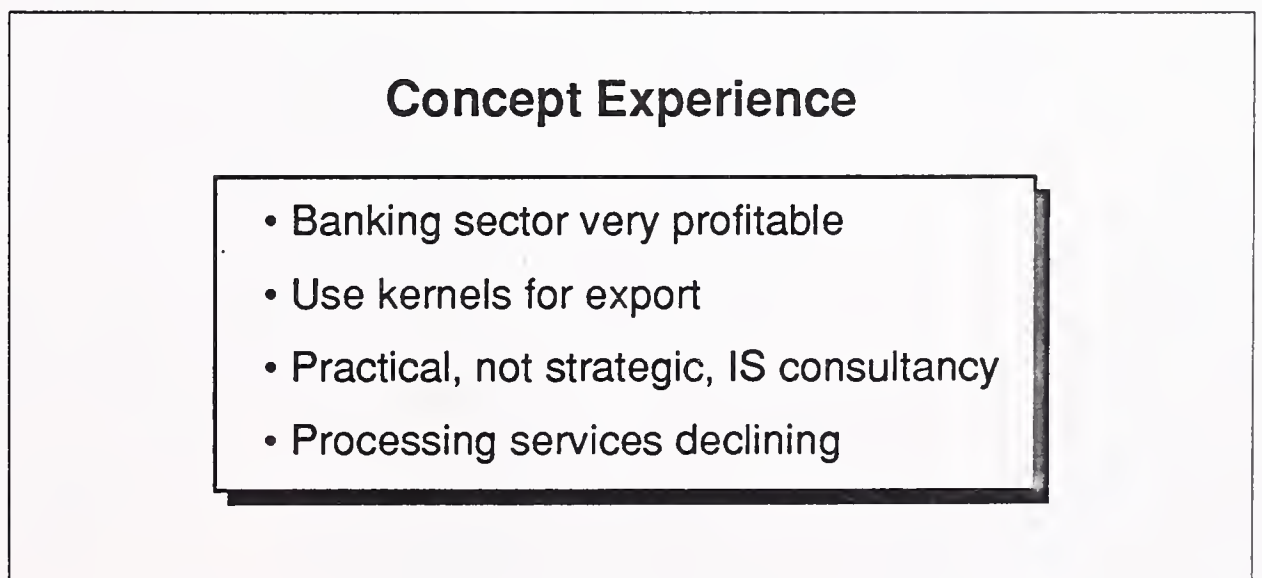 Concept Experience
• Banking sector very profitable
• Use kernels for export
• Practical, not strategic, IS consultancy
• Processing services declining